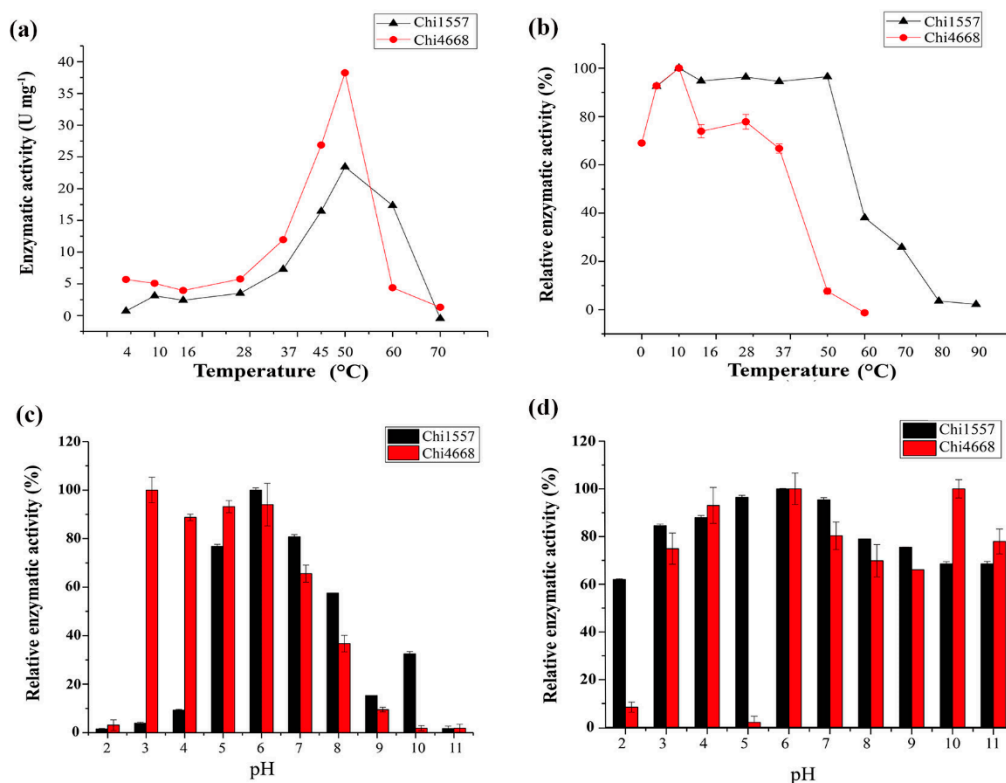 (a)
Chi1557
Chi4668
Enzymatic activity (U mg-1)
40
35
30
25
20
15
10
5
0
4 10 16 28 37 45 50 60 70
Temperature (°C)
(b)
Chi1557
Chi4668
Relative enzymatic activity (%)
100
80
60
40
20
0
0 10 16 28 37 50 60 70 80 90
Temperature (°C)
(c)
Chi1557
Chi4668
Relative enzymatic activity (%)
120
100
80
60
40
20
0
2 3 4 5 6 7 8 9 10 11
pH
(d)
Chi1557
Chi4668
Relative enzymatic activity (%)
120
100
80
60
40
20
0
2 3 4 5 6 7 8 9 10 11
pH